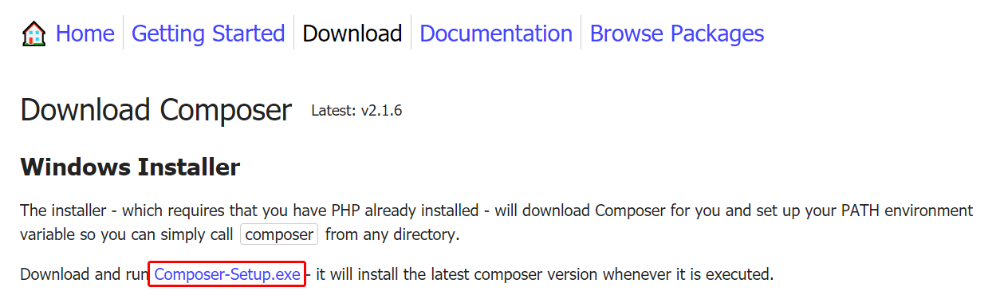 Home Getting Started Download Documentation Browse Packages
Download Composer Latest: v2.1.6
Windows Installer
The installer - which requires that you have PHP already installed - will download Composer for you and set up your PATH environment
variable so you can simply call composer from any directory.
Download and run Composer-Setup.exe - it will install the latest composer version whenever it is executed.